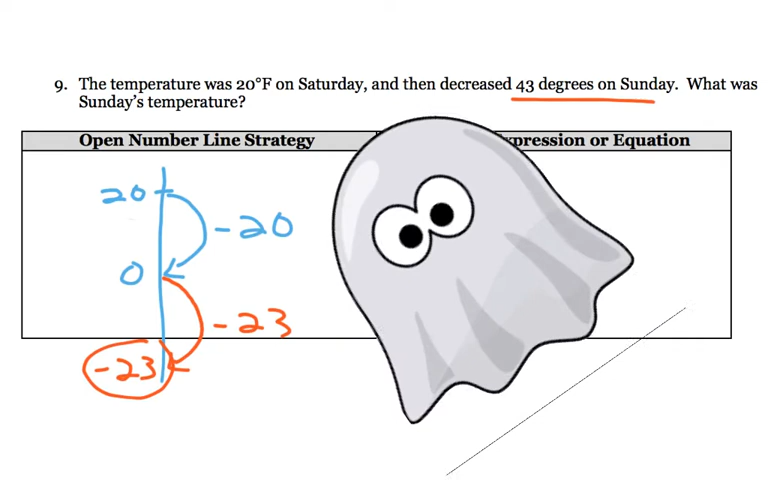 9. The temperature was 20°F on Saturday, and then decreased 43 degrees on Sunday. What was
Sunday's temperature?
Open Number Line Strategy
or Equation
20
-20
0
-23
-23